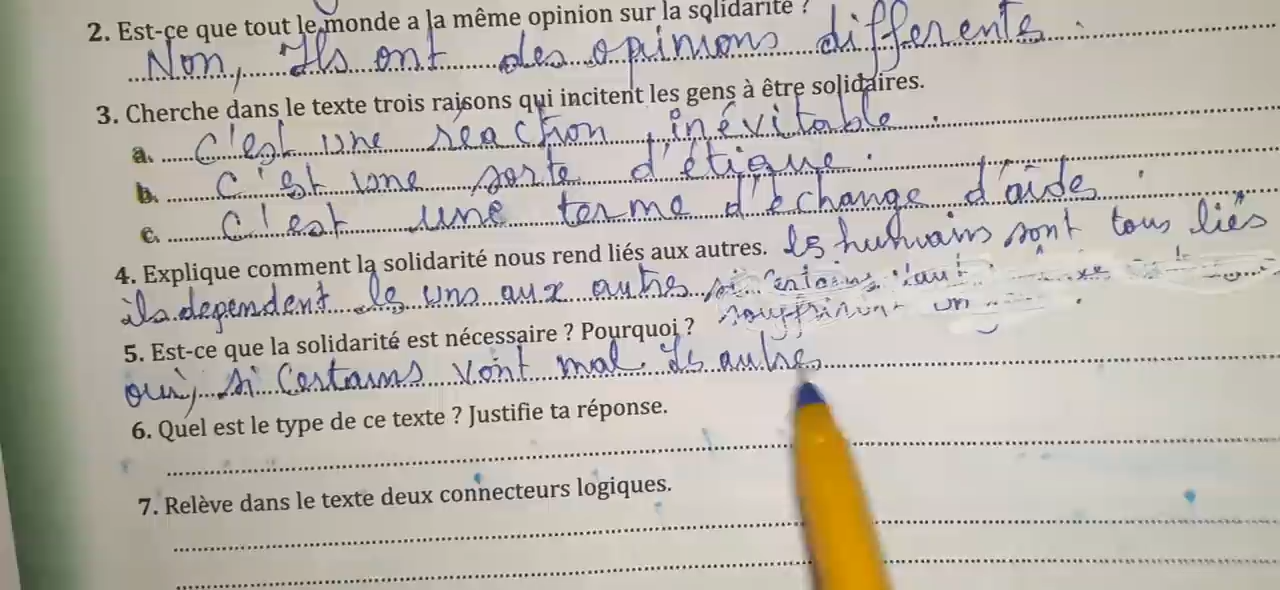 2. Est-ce que tout le monde a la même opinion sur la solidarité ?
Non, Ils ont des opinions differents.
3. Cherche dans le texte trois raisons qui incitent les gens à être solidaires.
a. C'est une réaction inévitable.
b. C'est une sorte d'étique.
c. C'est une terme d'échange d'aide.
4. Explique comment la solidarité nous rend liés aux autres. les humains sont tous liés
ils dependent les uns aux autres si certains
5. Est-ce que la solidarité est nécessaire ? Pourquoi ?
oui, si certains vont mal les autres
6. Quel est le type de ce texte ? Justifie ta réponse.
7. Relève dans le texte deux connecteurs logiques.